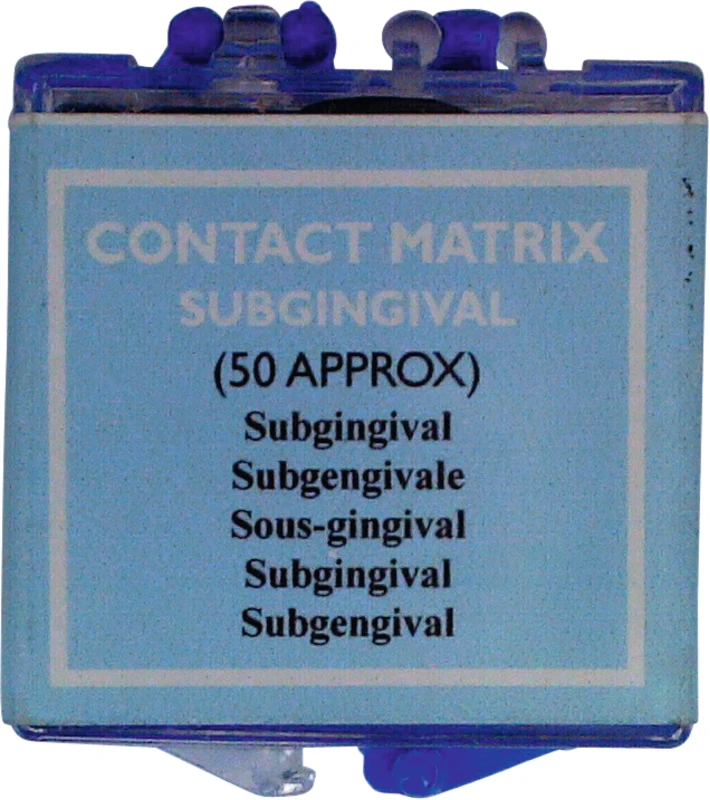 CONTACT MATRIX
SUBGINGIVAL
(50 APPROX)
Subgingival
Subgengivale
Sous-gingival
Subgingival
Subgengival